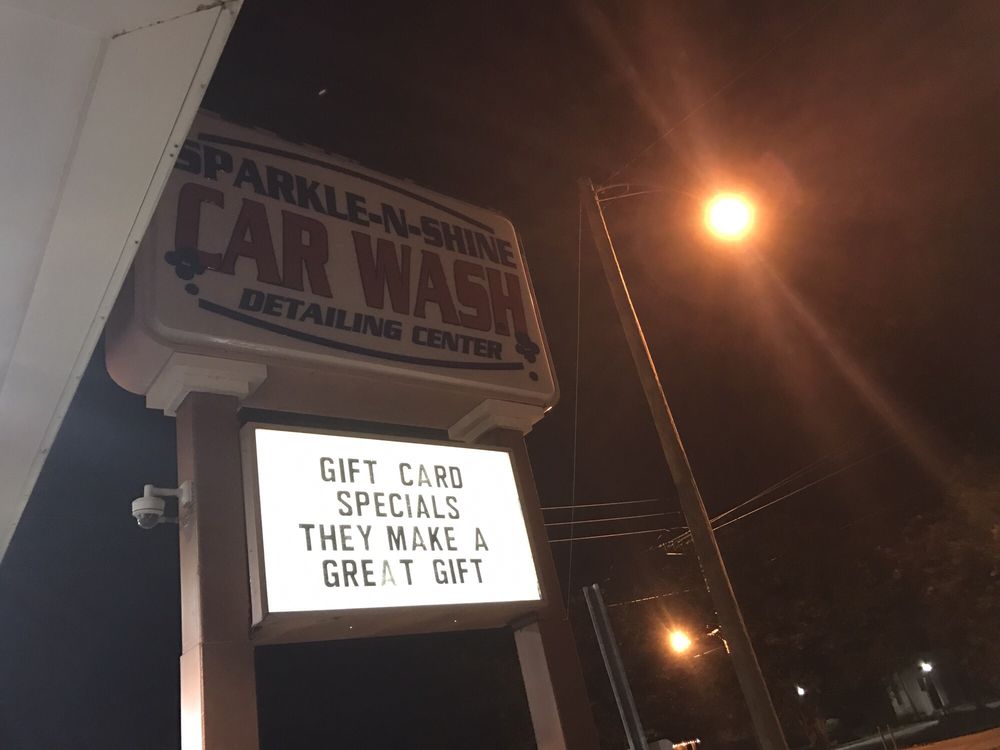 SPARKLE-N-SHINE
CAR WASH
DETAILING CENTER
GIFT CARD
SPECIALS
THEY MAKE A
GREAT GIFT